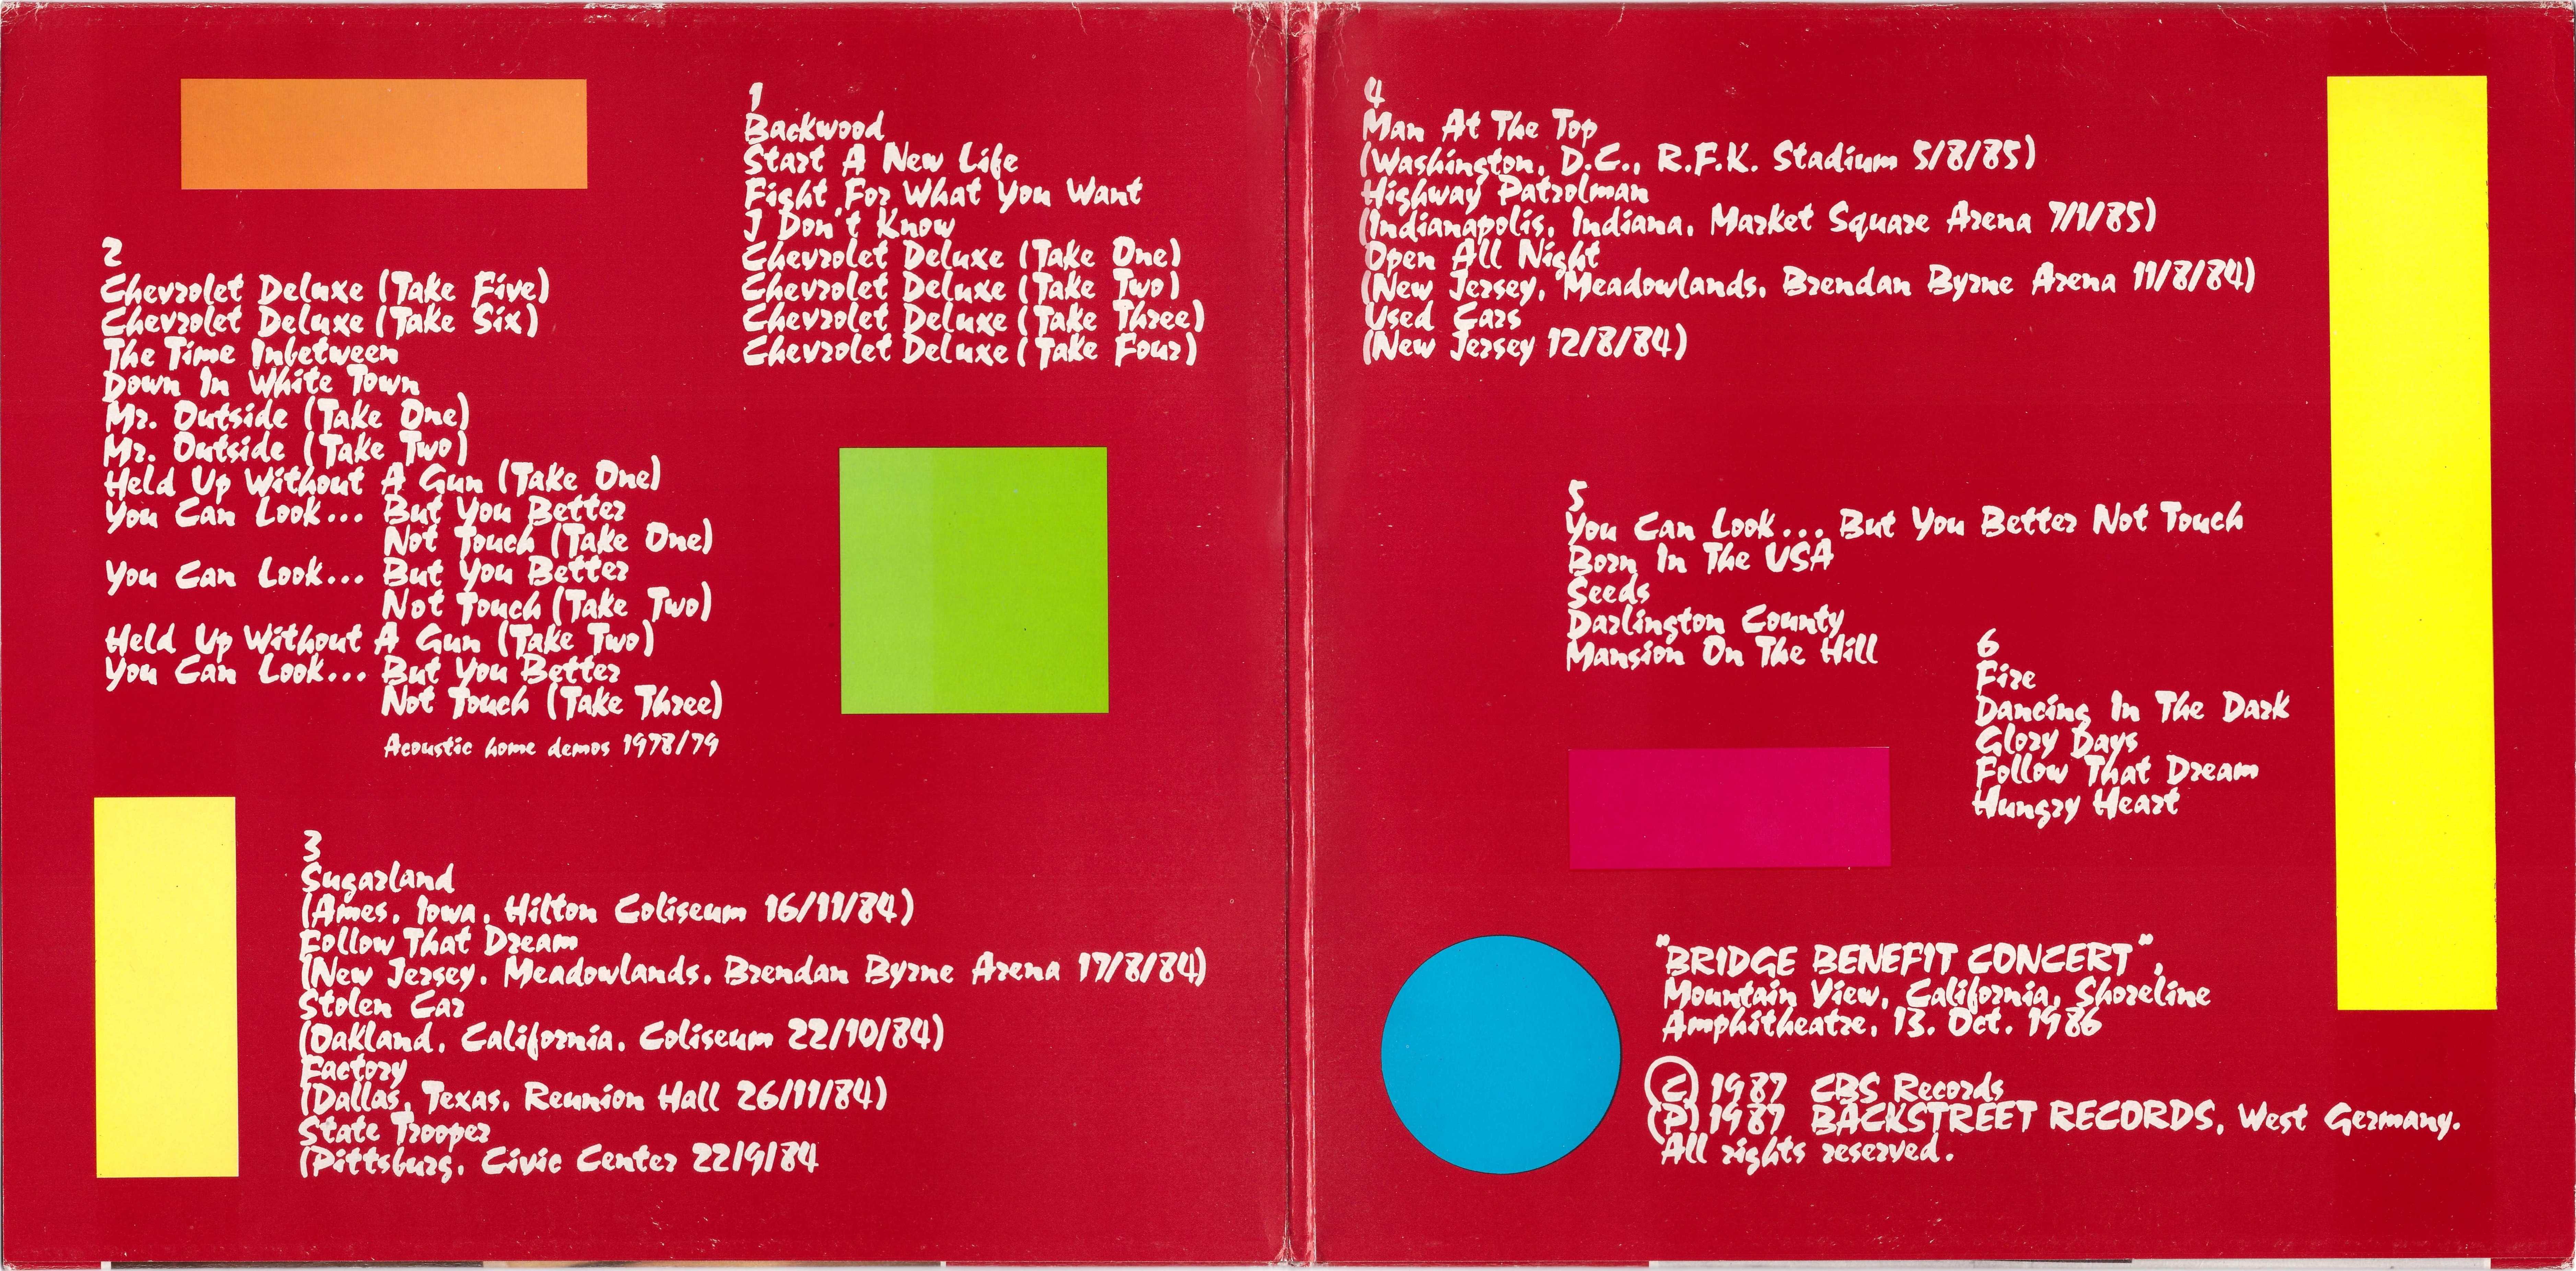 1
Backwood
Start A New Life
Fight For What You Want
I Don't Know
Chevrolet Deluxe (Take One)
Chevrolet Deluxe (Take Two)
Chevrolet Deluxe (Take Three)
Chevrolet Deluxe (Take Four)
2
Chevrolet Deluxe (Take Five)
Chevrolet Deluxe (Take Six)
The Time Inbetween
Down In White Town
Mr. Outside (Take One)
Mr. Outside (Take Two)
Held Up Without A Gun (Take One)
You Can Look... But You Better
Not Touch (Take One)
You Can Look... But You Better
Not Touch (Take Two)
Held Up Without A Gun (Take Two)
You Can Look... But You Better
Not Touch (Take Three)
Acoustic home demos 1978/79
3
Sugarland
(Ames, Iowa, Hilton Coliseum 16/11/84)
Follow That Dream
(New Jersey, Meadowlands, Brendan Byrne Arena 17/8/84)
Stolen Car
(Oakland, California, Coliseum 22/10/84)
Factory
(Dallas, Texas, Reunion Hall 26/11/84)
State Trooper
(Pittsburg, Civic Center 22/9/84
4
Man At The Top
(Washington, D.C., R.F.K. Stadium 5/8/85)
Highway Patrolman
(Indianapolis, Indiana, Market Square Arena 7/1/85)
Open All Night
(New Jersey, Meadowlands, Brendan Byrne Arena 11/8/84)
Used Cars
(New Jersey 12/8/84)
5
You Can Look... But You Better Not Touch
Born In The USA
Seeds
Darlington County
Mansion On The Hill
6
Fire
Dancing In The Dark
Glory Days
Follow That Dream
Hungry Heart
"BRIDGE BENEFIT CONCERT",
Mountain View, California, Shoreline
Amphitheatre, 13. Oct. 1986
(C) 1987 CBS Records
(P) 1987 BACKSTREET RECORDS, West Germany.
All rights reserved.